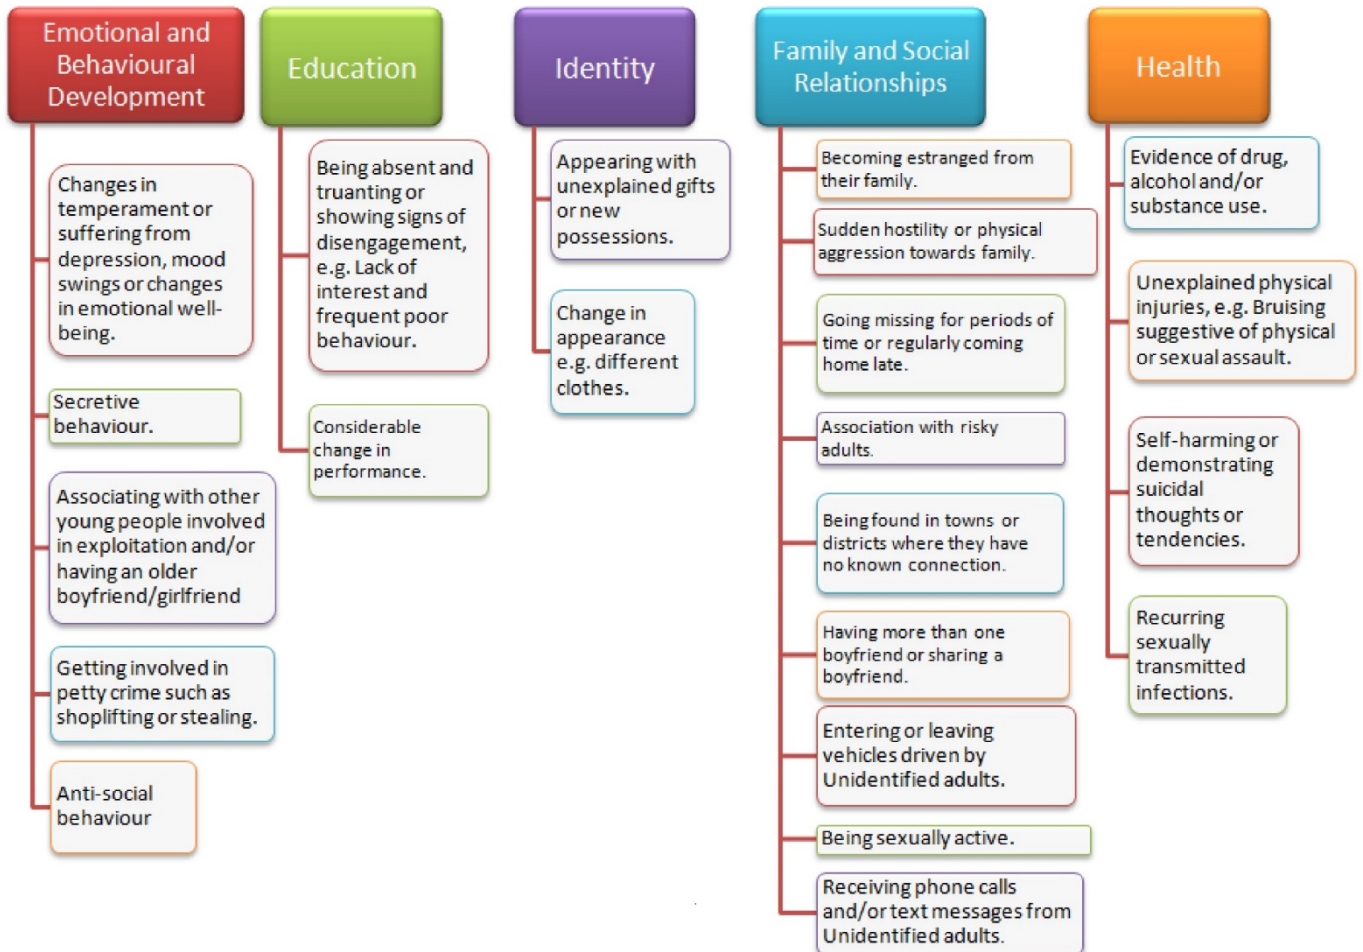 Emotional and
Behavioural
Development
Changes in
temperament or
suffering from
depression, mood
swings or changes
in emotional well-
being.
Secretive
behaviour.
Associating with other
young people involved
in exploitation and/or
having an older
boyfriend/girlfriend
Getting involved in
petty crime such as
shoplifting or stealing.
Anti-social
behaviour
Education
Being absent and
truanting or
showing signs of
disengagement,
e.g. Lack of
interest and
frequent poor
behaviour.
Considerable
change in
performance.
Identity
Appearing with
unexplained gifts
or new
possessions.
Change in
appearance
e.g. different
clothes.
Family and Social
Relationships
Becoming estranged from
their family.
Sudden hostility or physical
aggression towards family.
Going missing for periods of
time or regularly coming
home late.
Association with risky
adults.
Being found in towns or
districts where they have
no known connection.
Having more than one
boyfriend or sharing a
boyfriend.
Entering or leaving
vehicles driven by
Unidentified adults.
Being sexually active.
Receiving phone calls
and/or text messages from
Unidentified adults.
Health
Evidence of drug,
alcohol and/or
substance use.
Unexplained physical
injuries, e.g. Bruising
suggestive of physical
or sexual assault.
Self-harming or
demonstrating
suicidal
thoughts or
tendencies.
Recurring
sexually
transmitted
infections.